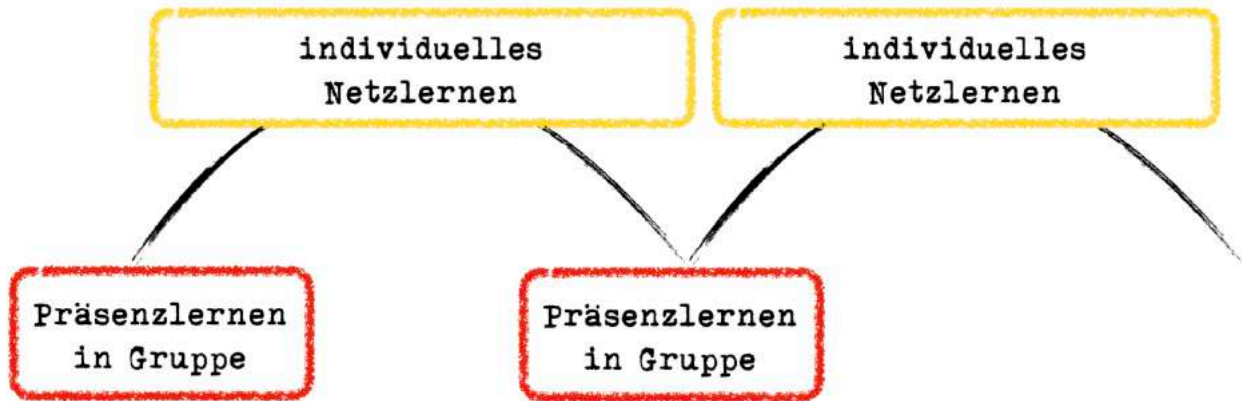 individuelles
Netzlernen
individuelles
Netzlernen
Präsenzlernen
in Gruppe
Präsenzlernen
in Gruppe